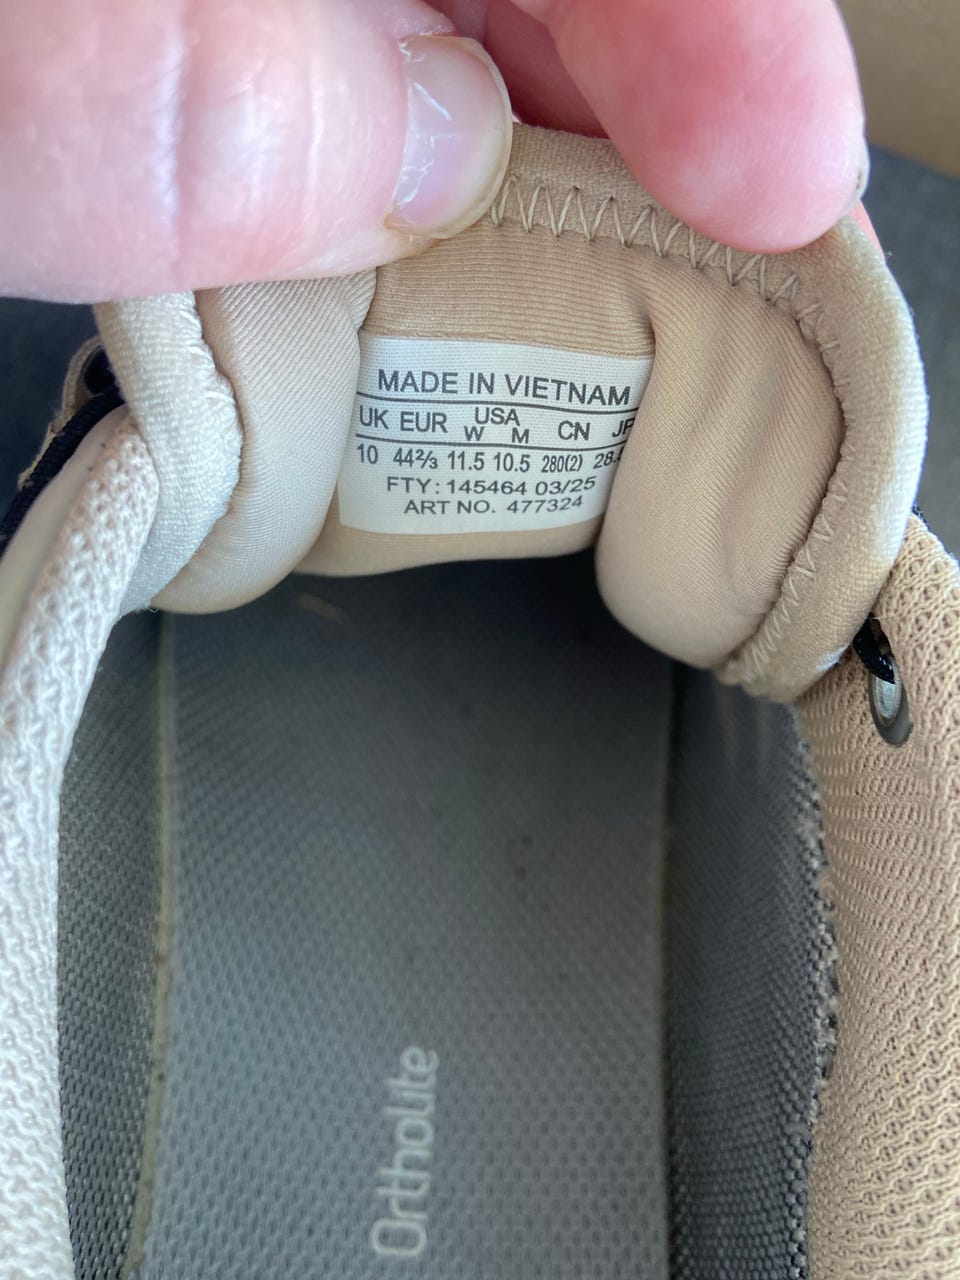 MADE IN VIETNAM
UK EUR USA CN JP
W M
10 44⅔ 11.5 10.5 280(2)
FTY: 145464 03/25
ART NO. 477324
Ortholite